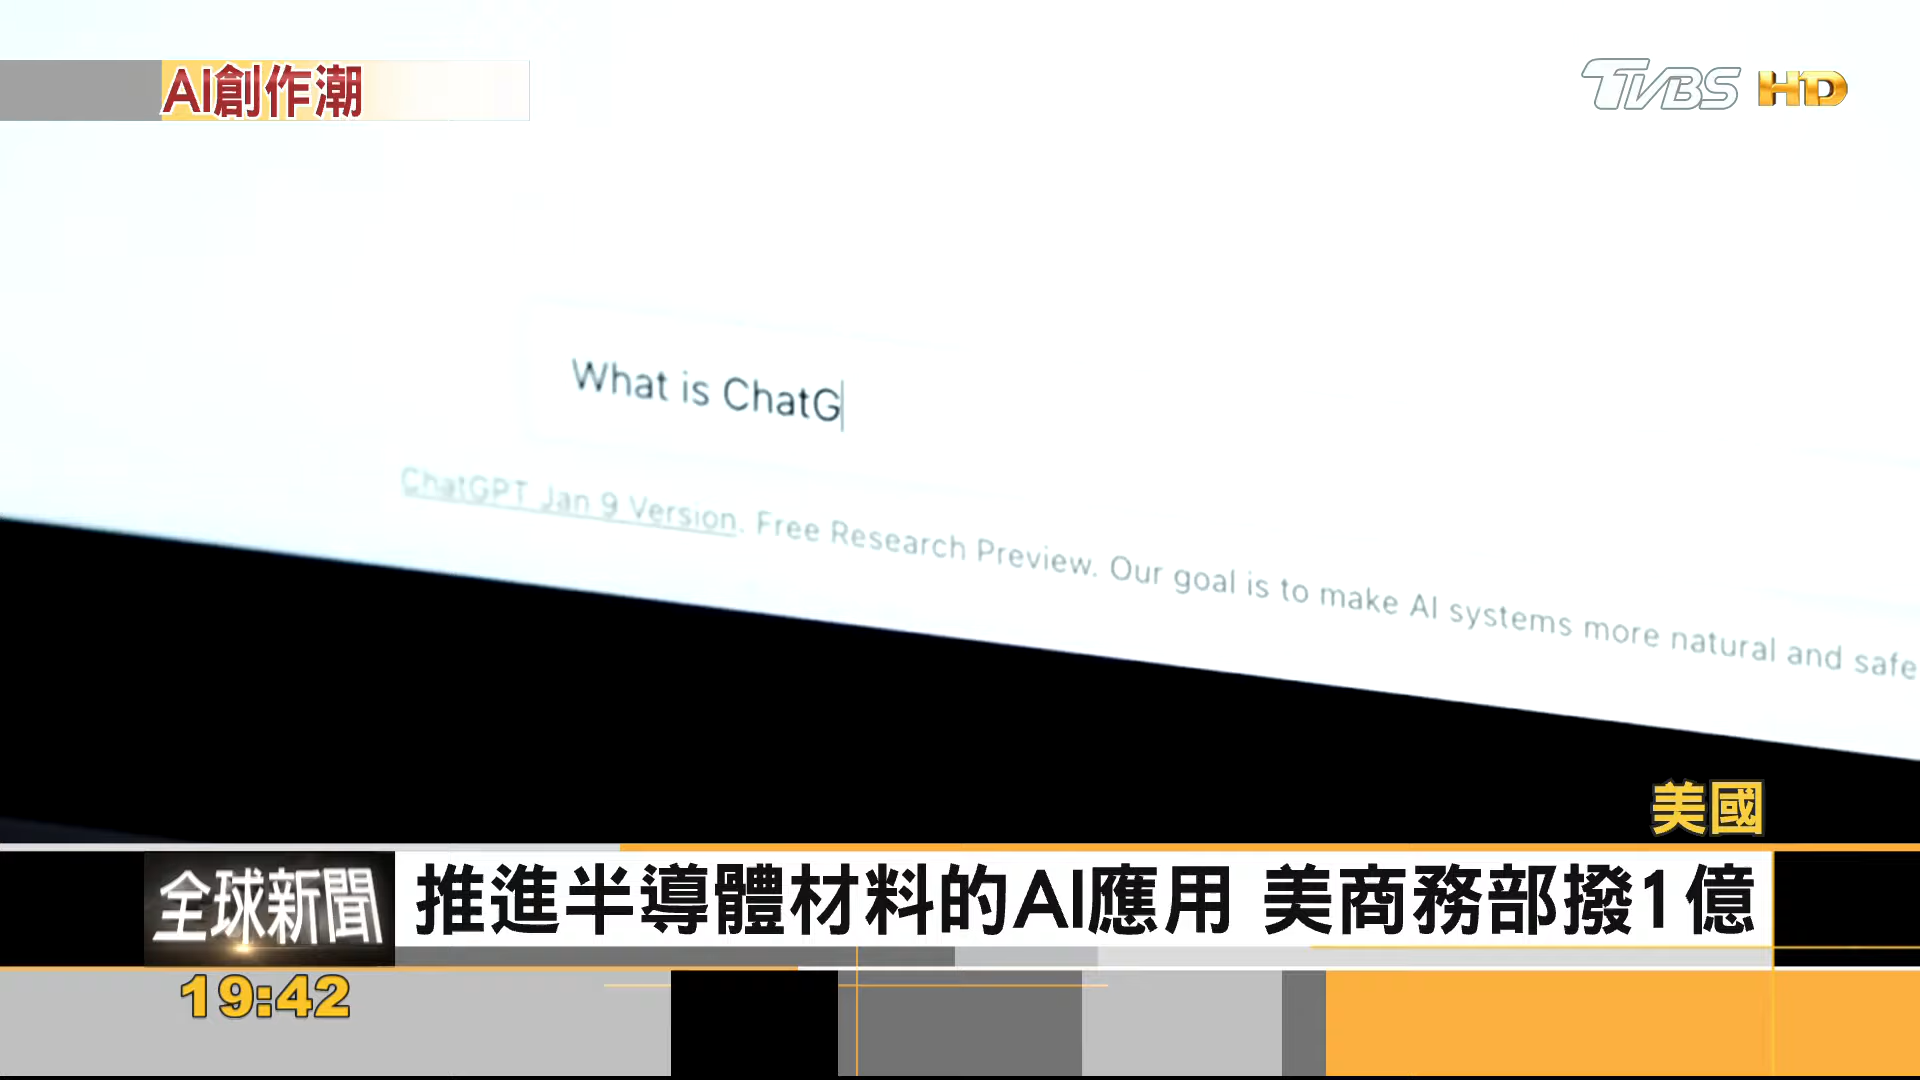 AI創作潮
TVBS HD
What is ChatG
ChatGPT Jan 9 Version. Free Research Preview. Our goal is to make AI systems more natural and safe
美國
全球新聞
推進半導體材料的AI應用 美商務部撥1億
19:42